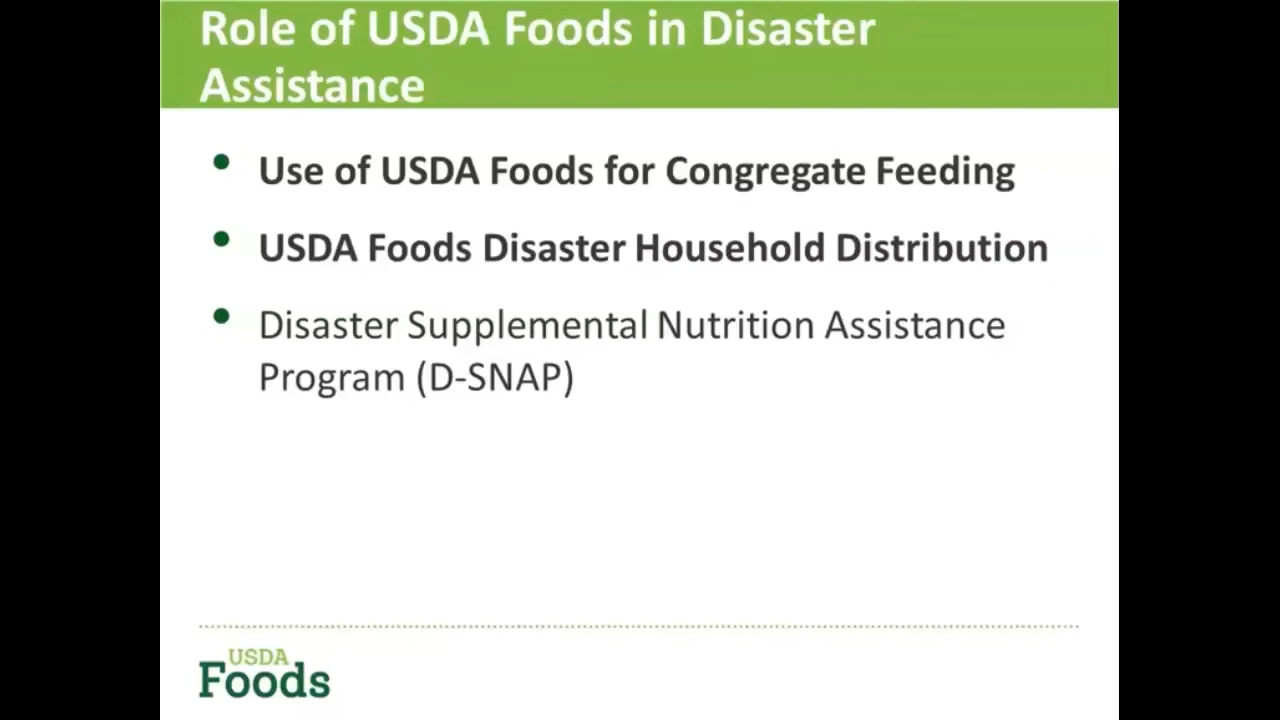 Role of USDA Foods in Disaster
Assistance
• Use of USDA Foods for Congregate Feeding
• USDA Foods Disaster Household Distribution
• Disaster Supplemental Nutrition Assistance
Program (D-SNAP)
USDA
Foods